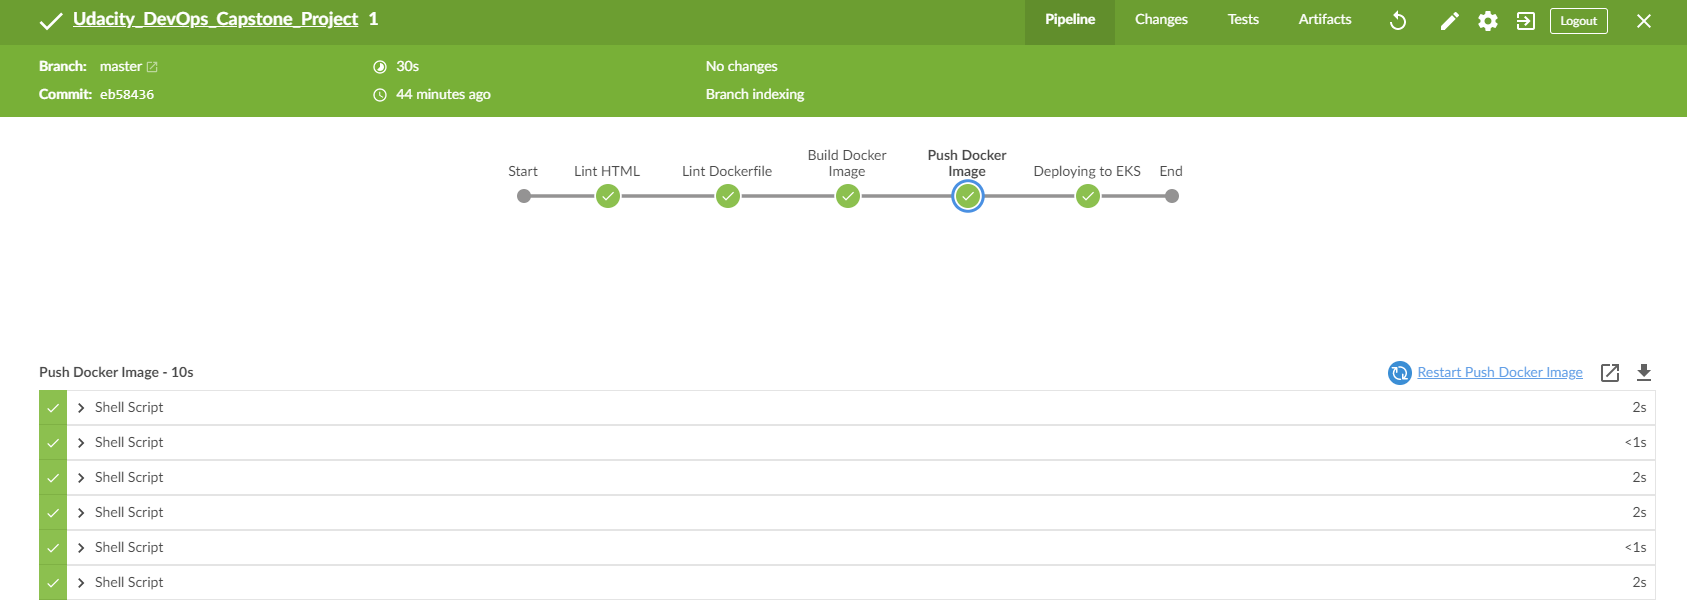 Udacity_DevOps_Capstone_Project 1
Pipeline Changes Tests Artifacts Logout
Branch: master 30s No changes
Commit: eb58436 44 minutes ago Branch indexing
Start Lint HTML Lint Dockerfile Build Docker Image Push Docker Image Deploying to EKS End
Push Docker Image - 10s Restart Push Docker Image
Shell Script 2s
Shell Script <1s
Shell Script 2s
Shell Script 2s
Shell Script <1s
Shell Script 2s